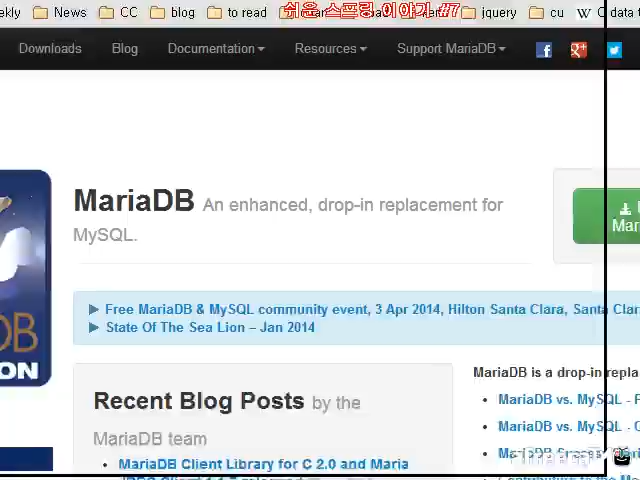 ekly News CC blog to read jquery cu C data t
쉬운 스프링 이야기 #7
Downloads Blog Documentation Resources Support MariaDB
MariaDB An enhanced, drop-in replacement for
MySQL.
Mari
▶ Free MariaDB & MySQL community event, 3 Apr 2014, Hilton Santa Clara, Santa Clar
▶ State Of The Sea Lion – Jan 2014
DB
ON
Recent Blog Posts by the
MariaDB team
• MariaDB Client Library for C 2.0 and Maria
MariaDB is a drop-in repla
• MariaDB vs. MySQL - F
• MariaDB vs. MySQL - C